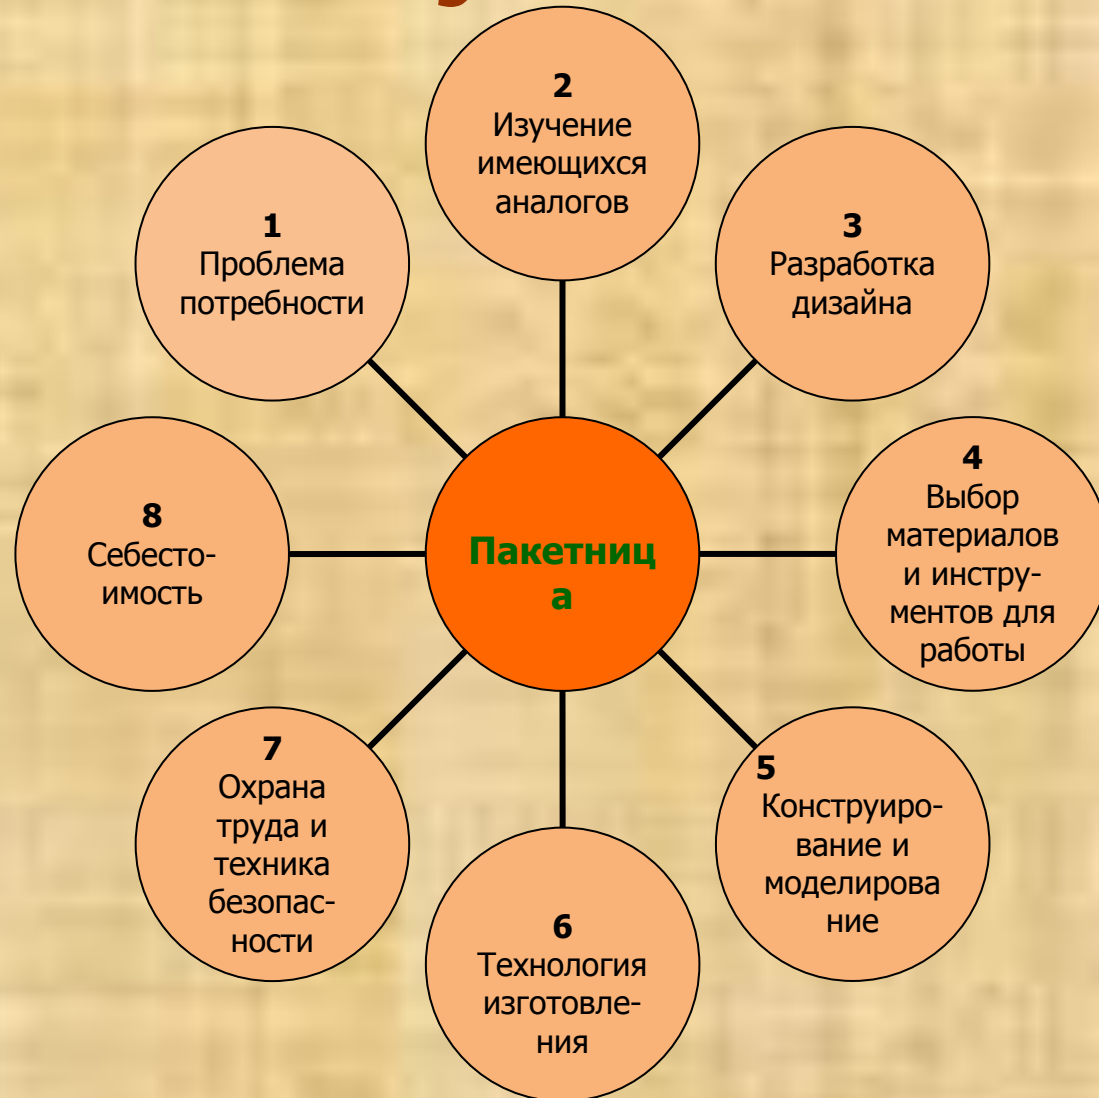 1
Проблема
потребности
2
Изучение
имеющихся
аналогов
3
Разработка
дизайна
4
Выбор
материалов
и инстру-
ментов для
работы
5
Конструиро-
вание и
моделирова
ние
6
Технология
изготовле-
ния
7
Охрана
труда и
техника
безопас-
ности
8
Себесто-
имость
Пакетниц
а